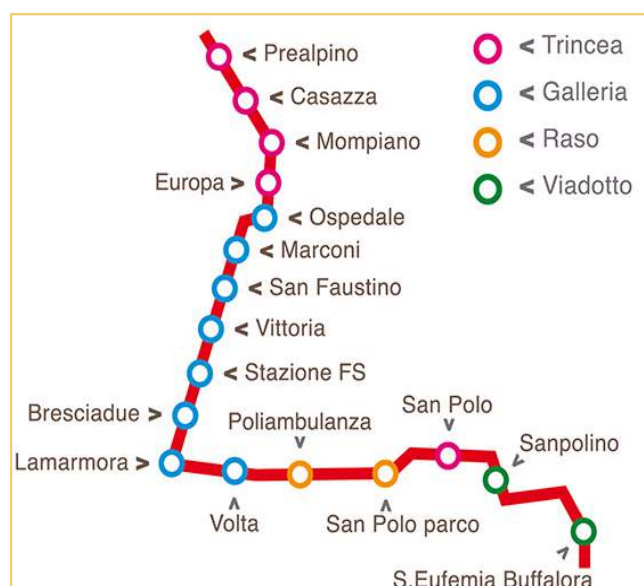 < Prealpino
< Casazza
< Mompiano
Europa >
< Ospedale
< Marconi
< San Faustino
< Vittoria
< Stazione FS
Bresciadue >
Lamarmora >
Volta
Poliambulanza
San Polo parco
San Polo
Sanpolino
S.Eufemia Buffalora
< Trincea
< Galleria
< Raso
< Viadotto